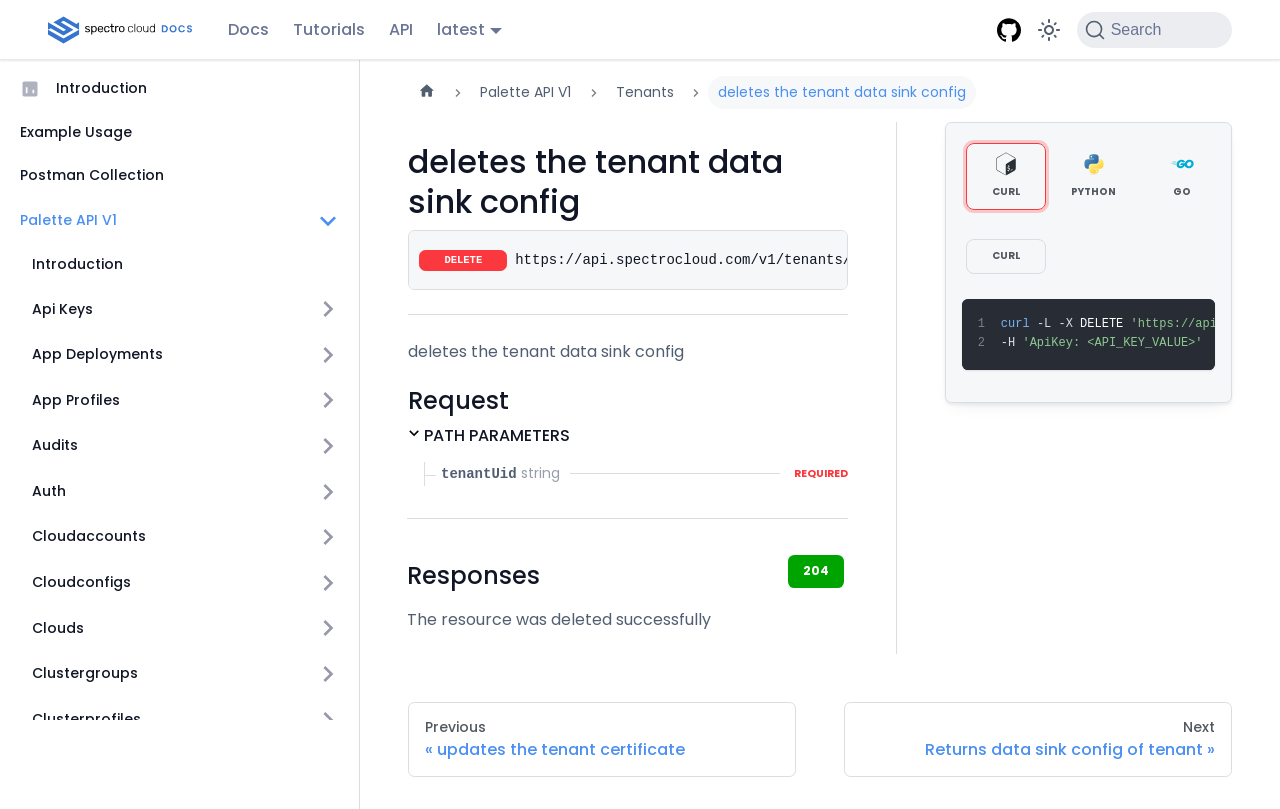 spectro cloud DOCS
Docs
Tutorials
API
latest
Search
Introduction
Example Usage
Postman Collection
Palette API V1
Introduction
Api Keys
App Deployments
App Profiles
Audits
Auth
Cloudaccounts
Cloudconfigs
Clouds
Clustergroups
Clusterprofiles
Palette API V1
Tenants
deletes the tenant data sink config
deletes the tenant data
sink config
DELETE https://api.spectrocloud.com/v1/tenants/
deletes the tenant data sink config
Request
PATH PARAMETERS
tenantUid string REQUIRED
Responses
204
The resource was deleted successfully
CURL
PYTHON
GO
CURL
1 curl -L -X DELETE 'https://api
2 -H 'ApiKey: <API_KEY_VALUE>'
Previous
« updates the tenant certificate
Next
Returns data sink config of tenant »